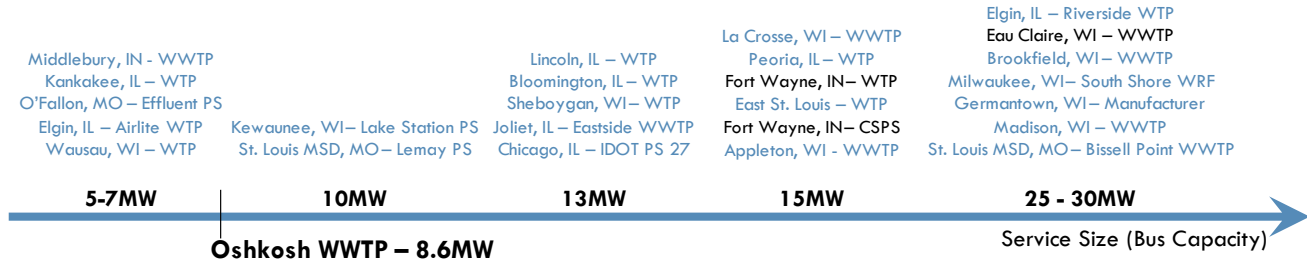 Middlebury, IN - WWTP
Kankakee, IL – WTP
O'Fallon, MO – Effluent PS
Elgin, IL – Airlite WTP
Wausau, WI – WTP
Kewaunee, WI– Lake Station PS
St. Louis MSD, MO– Lemay PS
Lincoln, IL – WTP
Bloomington, IL – WTP
Sheboygan, WI– WTP
Joliet, IL – Eastside WWTP
Chicago, IL – IDOT PS 27
La Crosse, WI – WWTP
Peoria, IL – WTP
Fort Wayne, IN– WTP
East St. Louis – WTP
Fort Wayne, IN– CSPS
Appleton, WI - WWTP
Elgin, IL – Riverside WTP
Eau Claire, WI – WWTP
Brookfield, WI – WWTP
Milwaukee, WI– South Shore WRF
Germantown, WI– Manufacturer
Madison, WI – WWTP
St. Louis MSD, MO– Bissell Point WWTP
5-7MW
10MW
13MW
15MW
25 - 30MW
Oshkosh WWTP – 8.6MW
Service Size (Bus Capacity)